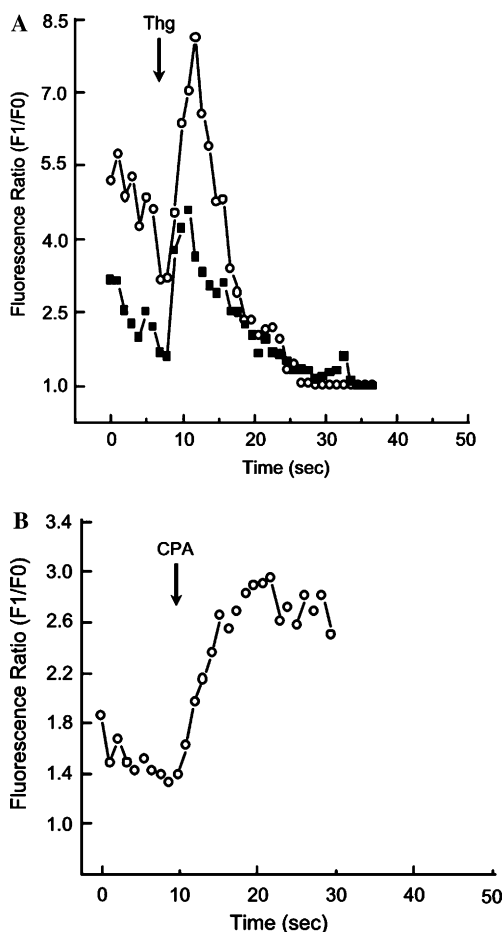 A
Thg
8.5
7.0
5.5
4.0
2.5
1.0
Fluorescence Ratio (F1/F0)
0 10 20 30 40 50
Time (sec)
B
CPA
3.4
3.0
2.6
2.2
1.8
1.4
1.0
Fluorescence Ratio (F1/F0)
0 10 20 30 40 50
Time (sec)